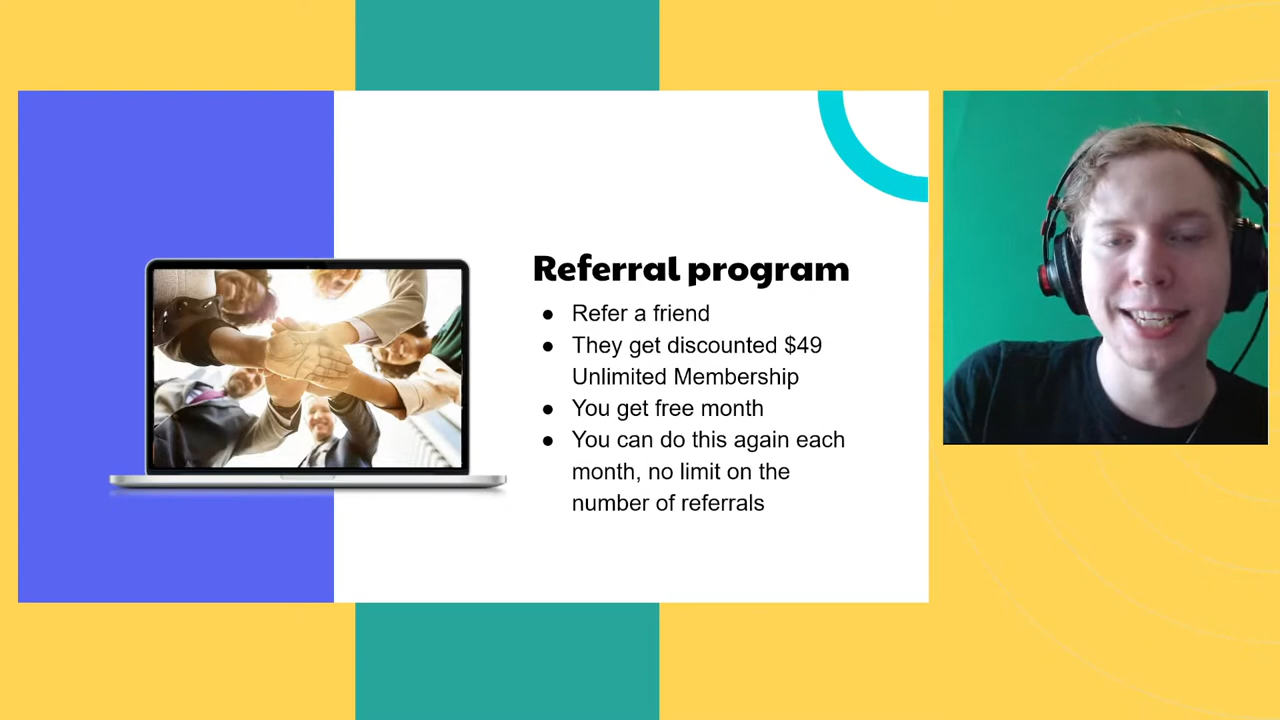 Referral program
● Refer a friend
● They get discounted $49
Unlimited Membership
● You get free month
● You can do this again each
month, no limit on the
number of referrals